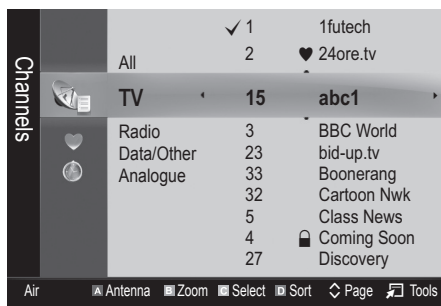 Channels
✓ 1 1futech
All 2 ♥ 24ore.tv
TV 15 abc1
Radio 3 BBC World
Data/Other 23 bid-up.tv
Analogue 33 Boonerang
32 Cartoon Nwk
5 Class News
4 Coming Soon
27 Discovery
Air A Antenna B Zoom C Select D Sort Page Tools